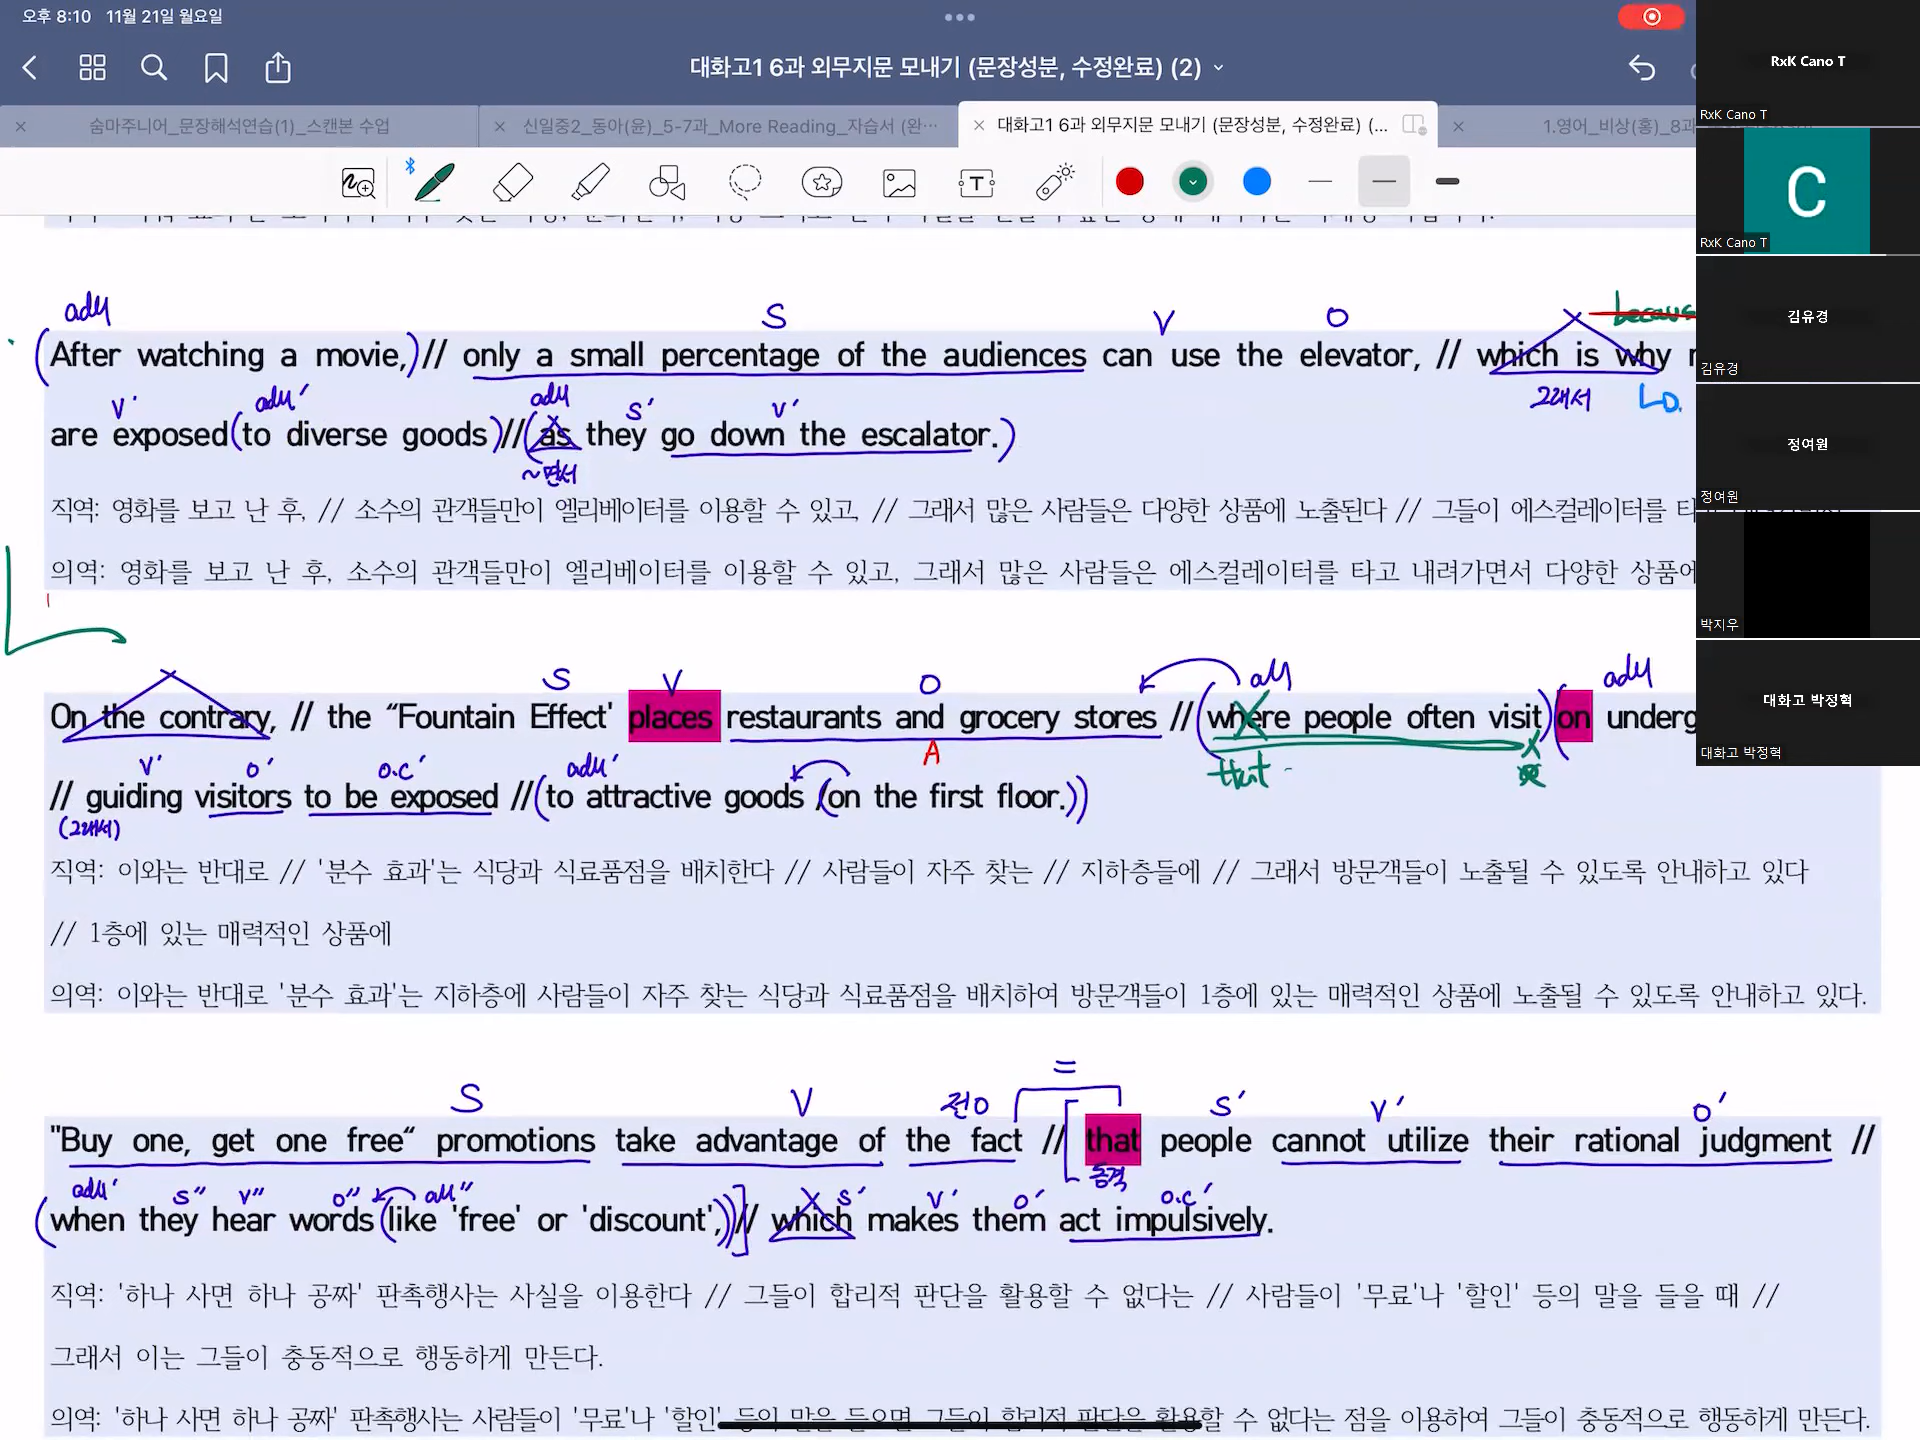 오후 8:10 11월 21일 월요일
대화고1 6과 외무지문 모내기 (문장성분, 수정완료) (2)
숨마주니어_문장해석연습(1)_스캔본 수업
신일중2_동아(윤)_5-7과_More Reading_자습서 (완…
대화고1 6과 외무지문 모내기 (문장성분, 수정완료) (…
1.영어_비상(홍)_8과
RxK Cano T
RxK Cano T
C
RxK Cano T
김유경
김유경
정여원
정여원
박지우
대화고 박정혁
대화고 박정혁
adv S V O becaus
(After watching a movie,)// only a small percentage of the audiences can use the elevator, // which is why
그래서
V' adv' adv S' V'
are exposed(to diverse goods)//(as they go down the escalator.)
~면서
직역: 영화를 보고 난 후, // 소수의 관객들만이 엘리베이터를 이용할 수 있고, // 그래서 많은 사람들은 다양한 상품에 노출된다 // 그들이 에스컬레이터를
의역: 영화를 보고 난 후, 소수의 관객들만이 엘리베이터를 이용할 수 있고, 그래서 많은 사람들은 에스컬레이터를 타고 내려가면서 다양한 상품에
S V O adv
On the contrary, // the “Fountain Effect' places restaurants and grocery stores //(where people often visit)(on underg
A that
V' O' O.C' adv'
// guiding visitors to be exposed //(to attractive goods (on the first floor.))
(그래서)
직역: 이와는 반대로 // '분수 효과'는 식당과 식료품점을 배치한다 // 사람들이 자주 찾는 // 지하층들에 // 그래서 방문객들이 노출될 수 있도록 안내하고 있다
// 1층에 있는 매력적인 상품에
의역: 이와는 반대로 '분수 효과'는 지하층에 사람들이 자주 찾는 식당과 식료품점을 배치하여 방문객들이 1층에 있는 매력적인 상품에 노출될 수 있도록 안내하고 있다.
=
S V 전O S' V' O'
"Buy one, get one free“ promotions take advantage of the fact //[that people cannot utilize their rational judgment //
동격
adv' S" V" O" S' V' O' O.C'
(when they hear words(like 'free' or 'discount',))]// which makes them act impulsively.
직역: '하나 사면 하나 공짜' 판촉행사는 사실을 이용한다 // 그들이 합리적 판단을 활용할 수 없다는 // 사람들이 '무료'나 '할인' 등의 말을 들을 때 //
그래서 이는 그들이 충동적으로 행동하게 만든다.
의역: '하나 사면 하나 공짜' 판촉행사는 사람들이 '무료'나 '할인' 등의 말을 들으면 그들이 합리적 판단을 활용할 수 없다는 점을 이용하여 그들이 충동적으로 행동하게 만든다.